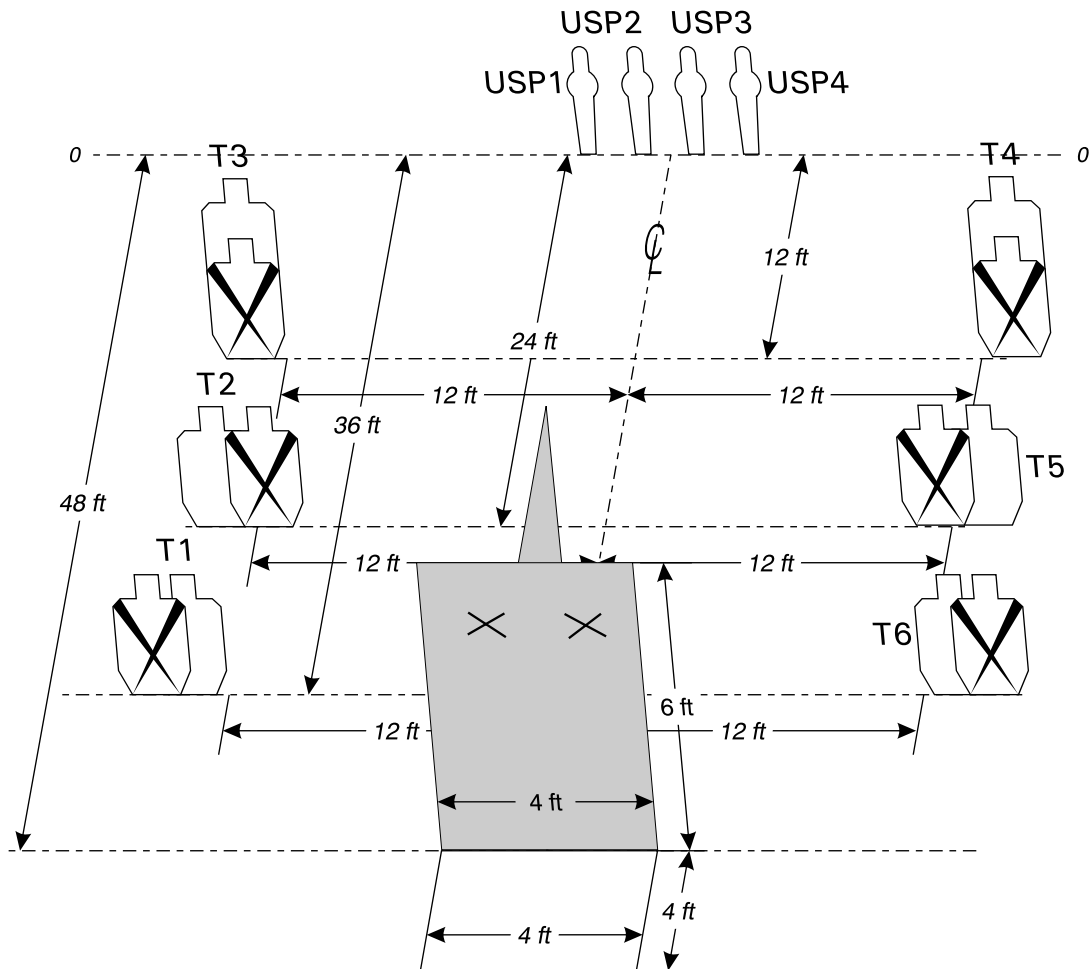 USP2 USP3
USP1 USP4
0 T3 T4 0
℄
12 ft
24 ft
T2 12 ft 12 ft
36 ft
T5
48 ft
T1 12 ft 12 ft
T6
6 ft
12 ft 12 ft
4 ft
4 ft
4 ft